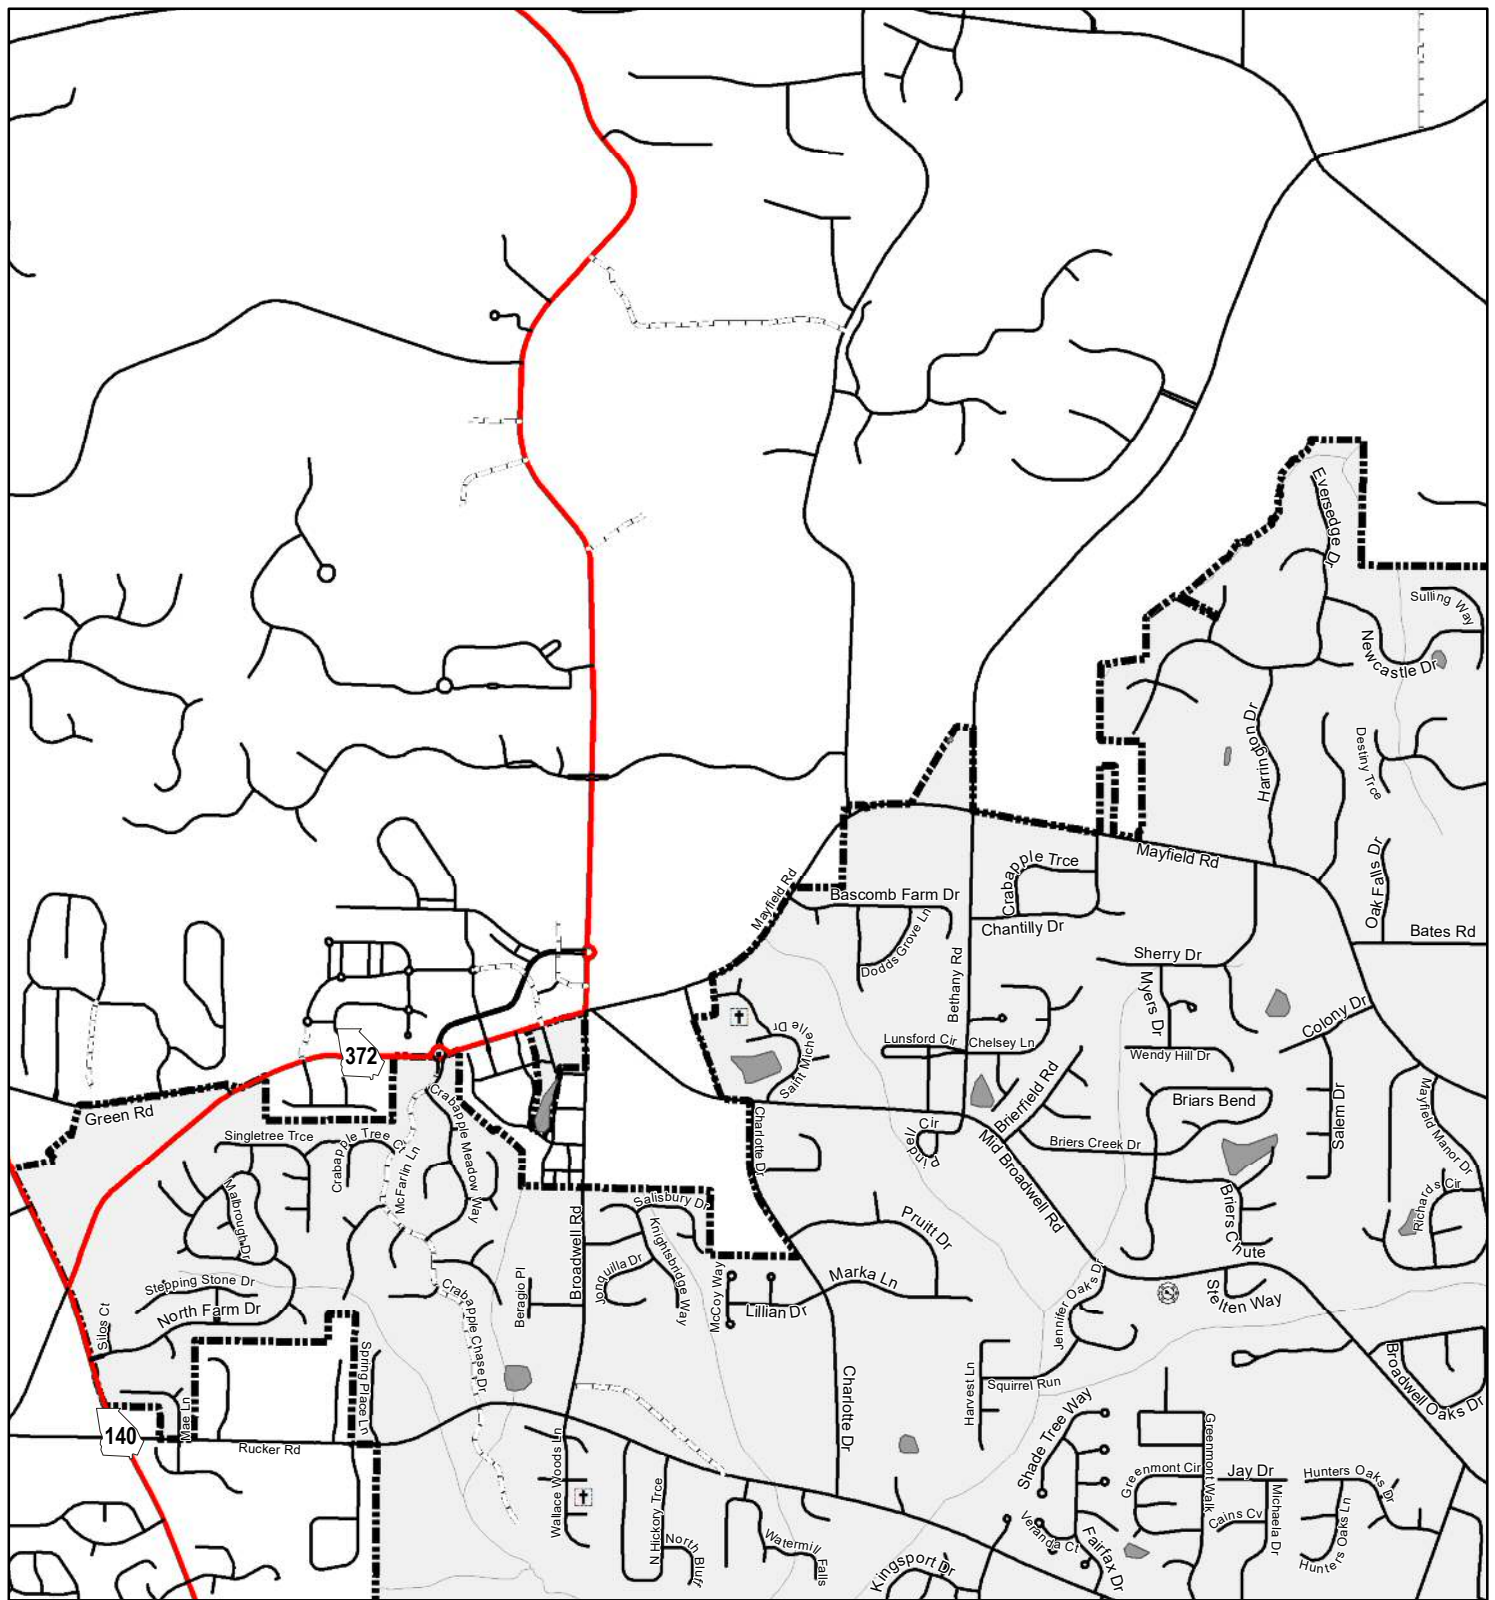 Eversedge Dr
Sulling Way
Newcastle Dr
Harrington Dr
Destiny Trce
Mayfield Rd
Crabapple Trce
Oak Falls Dr
Mayfield Rd
Bascomb Farm Dr
Dodds Grove Ln
Chantilly Dr
Bates Rd
Sherry Dr
Bethany Rd
Myers Dr
Colony Dr
Saint Michelle Dr
Lunsford Cir
Chelsey Ln
Wendy Hill Dr
372
Green Rd
Crabapple Meadow Way
Brierfield Rd
Briars Bend
Salem Dr
Mayfield Manor Dr
Singletree Trce
Crabapple Tree Ct
McFarlin Ln
Charlotte Dr
Pindell Cir
Mid Broadwell Rd
Briers Creek Dr
Malbrough Dr
Salisbury Dr
Broadwell Rd
Knightsbridge Way
Pruitt Dr
Briers Chute
Richards Cir
Stepping Stone Dr
North Farm Dr
Silos Ct
Crabapple Chase Dr
Beragio Pl
Jonquilla Dr
McCoy Way
Marka Ln
Lillian Dr
Jennifer Oaks Dr
Stelten Way
Spring Place Ln
Mae Ln
Charlotte Dr
Harvest Ln
Squirrel Run
Broadwell Oaks Dr
140
Rucker Rd
Wallace Woods Ln
N Hickory Trce
North Bluff
Watermill Falls
Kingsport Dr
Shade Tree Way
Veranda Ct
Fairfax Dr
Greenmont Cir
Greenmont Walk
Jay Dr
Cains Cv
Michaela Dr
Hunters Oaks Dr
Hunters Oaks Ln